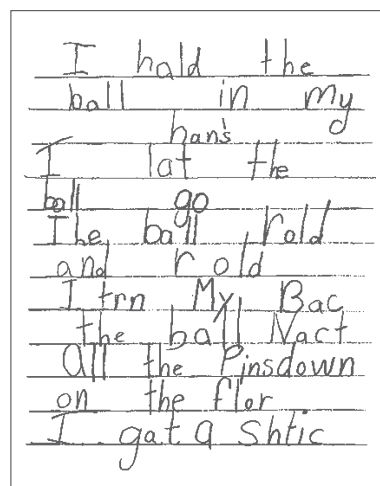 I hald the
ball in my
han's
I lat the
ball go
The ball rold
and rold
I trn My Bac
the ball Nact
All the Pinsdown
on the flor
I gat a Shtic